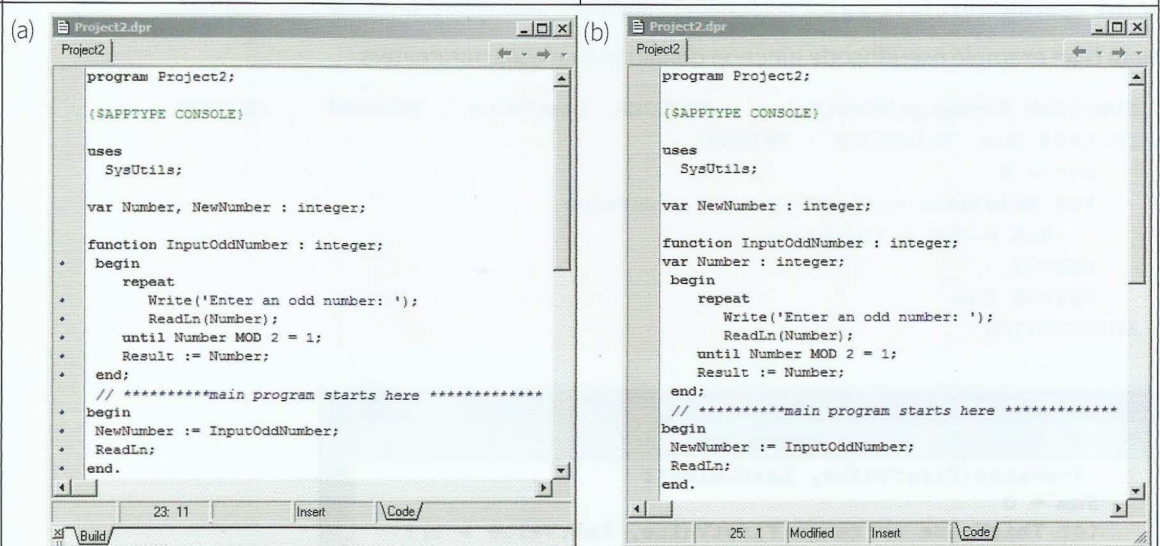 (a)
Project2.dpr
Project2
program Project2;
{$APPTYPE CONSOLE}
uses
SysUtils;
var Number, NewNumber : integer;
function InputOddNumber : integer;
begin
repeat
Write('Enter an odd number: ');
ReadLn(Number);
until Number MOD 2 = 1;
Result := Number;
end;
// **********main program starts here *************
begin
NewNumber := InputOddNumber;
ReadLn;
end.
23: 11 Insert \Code/
\Build/
(b)
Project2.dpr
Project2
program Project2;
{$APPTYPE CONSOLE}
uses
SysUtils;
var NewNumber : integer;
function InputOddNumber : integer;
var Number : integer;
begin
repeat
Write('Enter an odd number: ');
ReadLn(Number);
until Number MOD 2 = 1;
Result := Number;
end;
// **********main program starts here *************
begin
NewNumber := InputOddNumber;
ReadLn;
end.
25: 1 Modified Insert \Code/